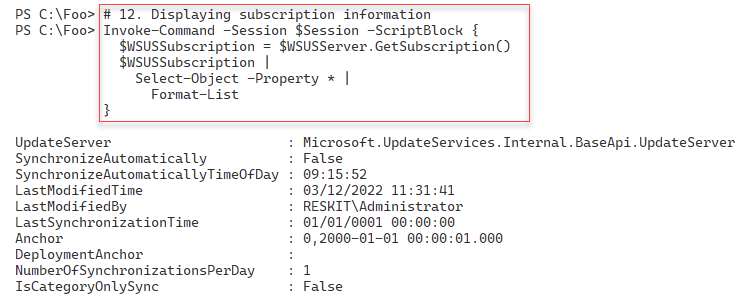 PS C:\Foo> # 12. Displaying subscription information
PS C:\Foo> Invoke-Command -Session $Session -ScriptBlock {
  $WSUSSubscription = $WSUSServer.GetSubscription()
  $WSUSSubscription |
    Select-Object -Property * |
      Format-List
}
UpdateServer                      : Microsoft.UpdateServices.Internal.BaseApi.UpdateServer
SynchronizeAutomatically          : False
SynchronizeAutomaticallyTimeOfDay : 09:15:52
LastModifiedTime                  : 03/12/2022 11:31:41
LastModifiedBy                    : RESKIT\Administrator
LastSynchronizationTime           : 01/01/0001 00:00:00
Anchor                            : 0,2000-01-01 00:00:01.000
DeploymentAnchor                  :
NumberOfSynchronizationsPerDay    : 1
IsCategoryOnlySync                : False